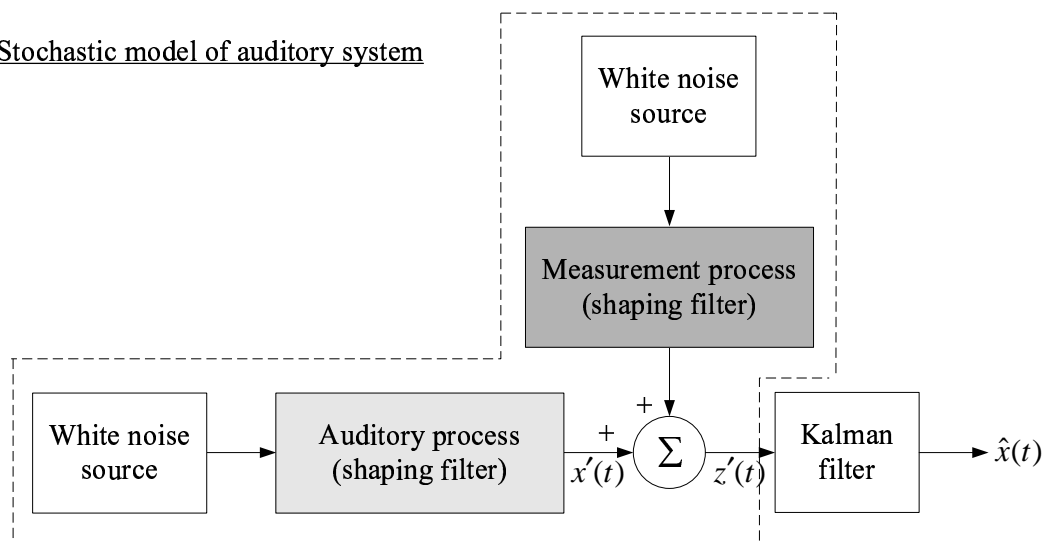 Stochastic model of auditory system
White noise
source
Measurement process
(shaping filter)
+
White noise
source
Auditory process
(shaping filter)
+
x′(t)
Σ
z′(t)
Kalman
filter
x̂(t)